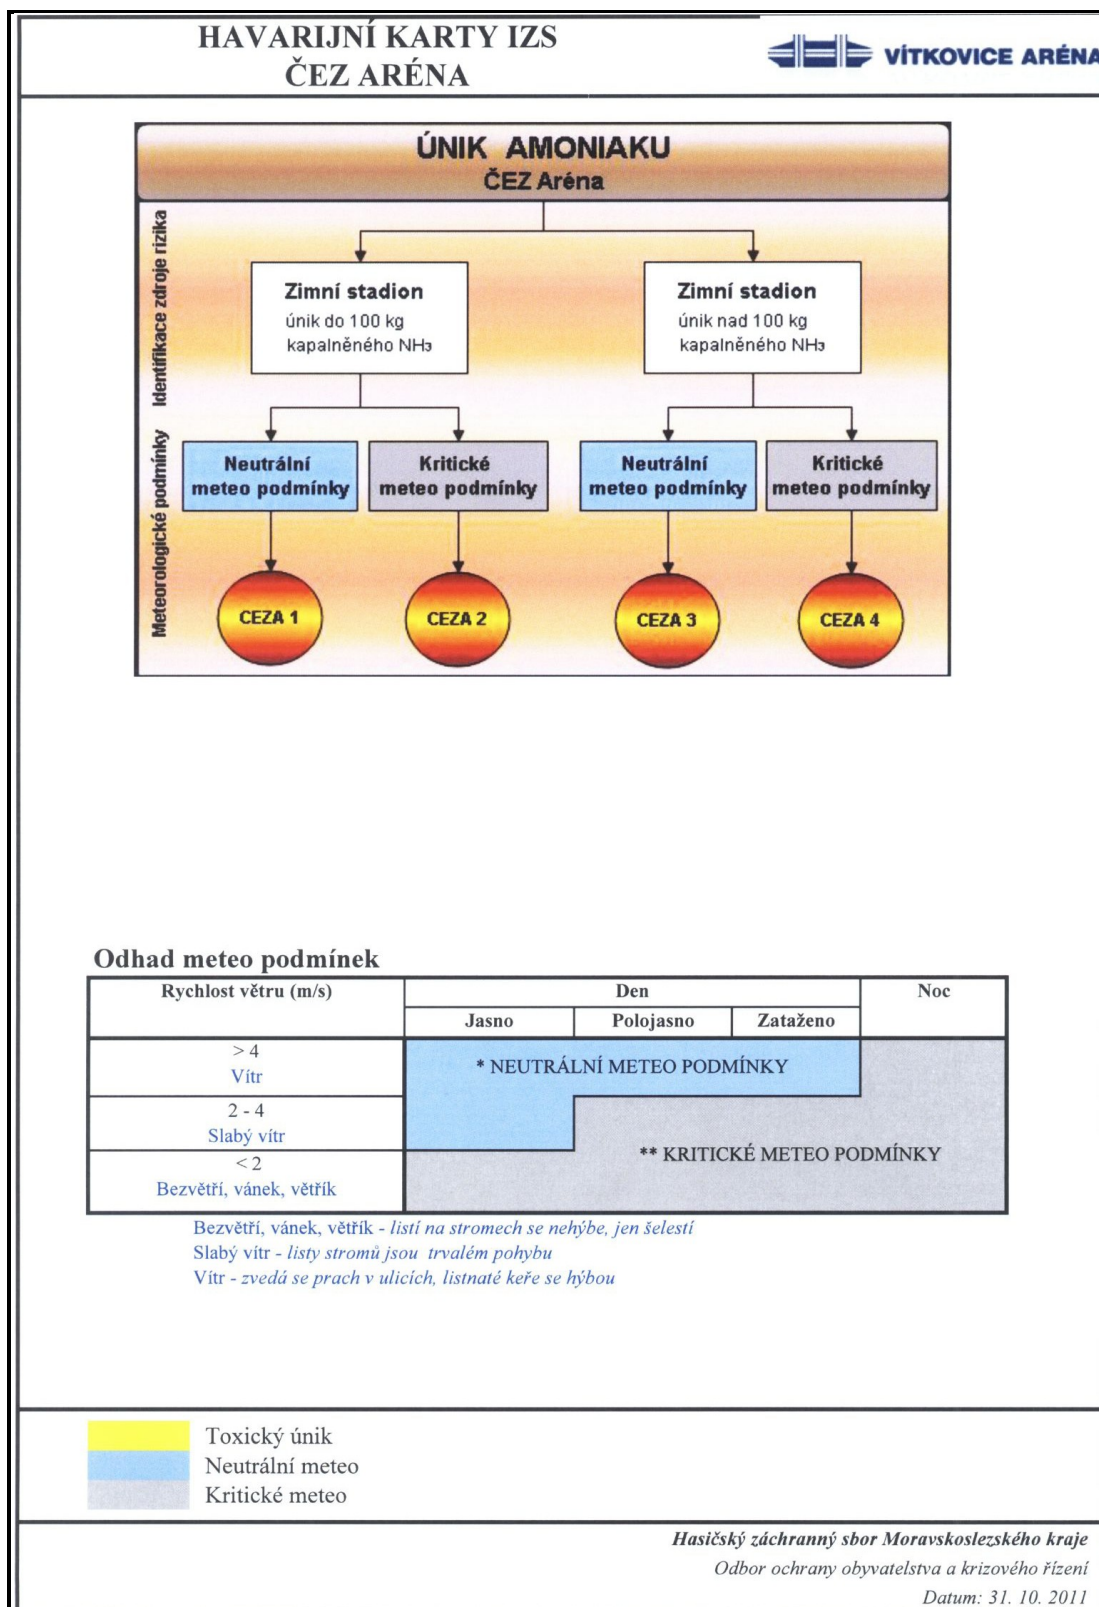 HAVARIJNÍ KARTY IZS
ČEZ ARÉNA
VÍTKOVICE ARÉNA
ÚNIK AMONIAKU
ČEZ Aréna
Identifikace zdroje rizika
Zimní stadion
únik do 100 kg
kapalněného NH₃
Zimní stadion
únik nad 100 kg
kapalněného NH₃
Meteorologické podmínky
Neutrální
meteo podmínky
Kritické
meteo podmínky
Neutrální
meteo podmínky
Kritické
meteo podmínky
CEZA 1
CEZA 2
CEZA 3
CEZA 4
Odhad meteo podmínek
Rychlost větru (m/s)
Den
Noc
Jasno
Polojasno
Zataženo
> 4
Vítr
* NEUTRÁLNÍ METEO PODMÍNKY
2 - 4
Slabý vítr
** KRITICKÉ METEO PODMÍNKY
< 2
Bezvětří, vánek, větřík
Bezvětří, vánek, větřík - listí na stromech se nehýbe, jen šelestí
Slabý vítr - listy stromů jsou trvalém pohybu
Vítr - zvedá se prach v ulicích, listnaté keře se hýbou
Toxický únik
Neutrální meteo
Kritické meteo
Hasičský záchranný sbor Moravskoslezského kraje
Odbor ochrany obyvatelstva a krizového řízení
Datum: 31. 10. 2011